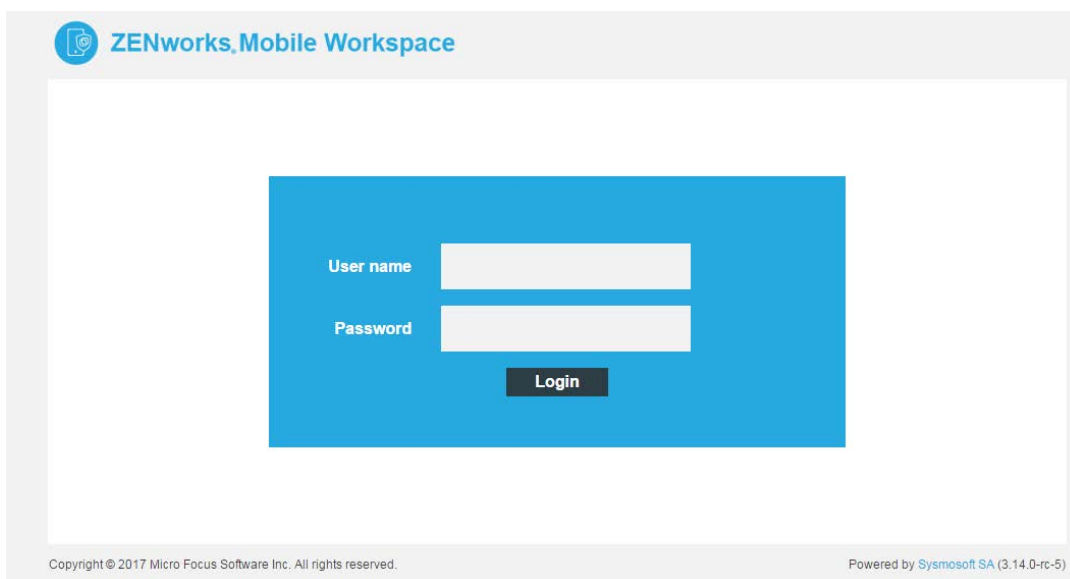 ZENworks® Mobile Workspace
User name
Password
Login
Copyright © 2017 Micro Focus Software Inc. All rights reserved.
Powered by Sysmosoft SA (3.14.0-rc-5)